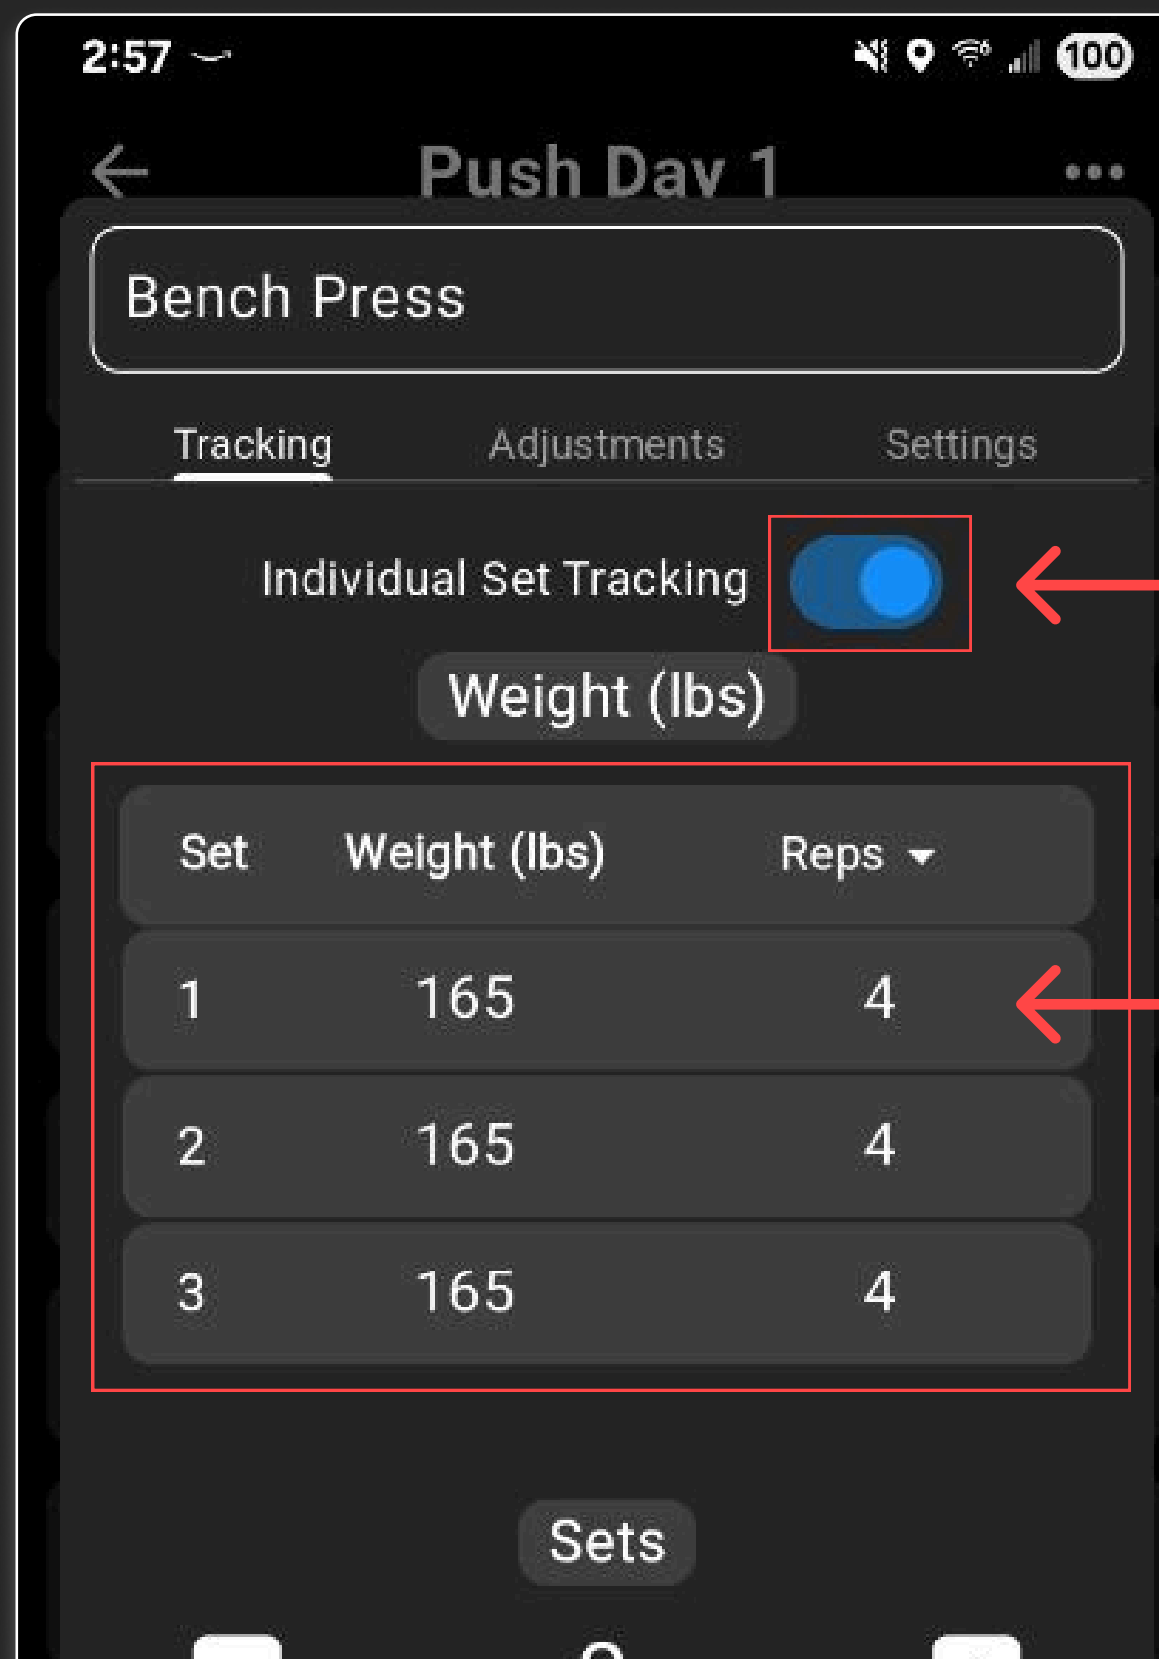 2:57 100
Push Day 1
Bench Press
Tracking Adjustments Settings
Individual Set Tracking
Weight (lbs)
Set Weight (lbs) Reps
1 165 4
2 165 4
3 165 4
Sets